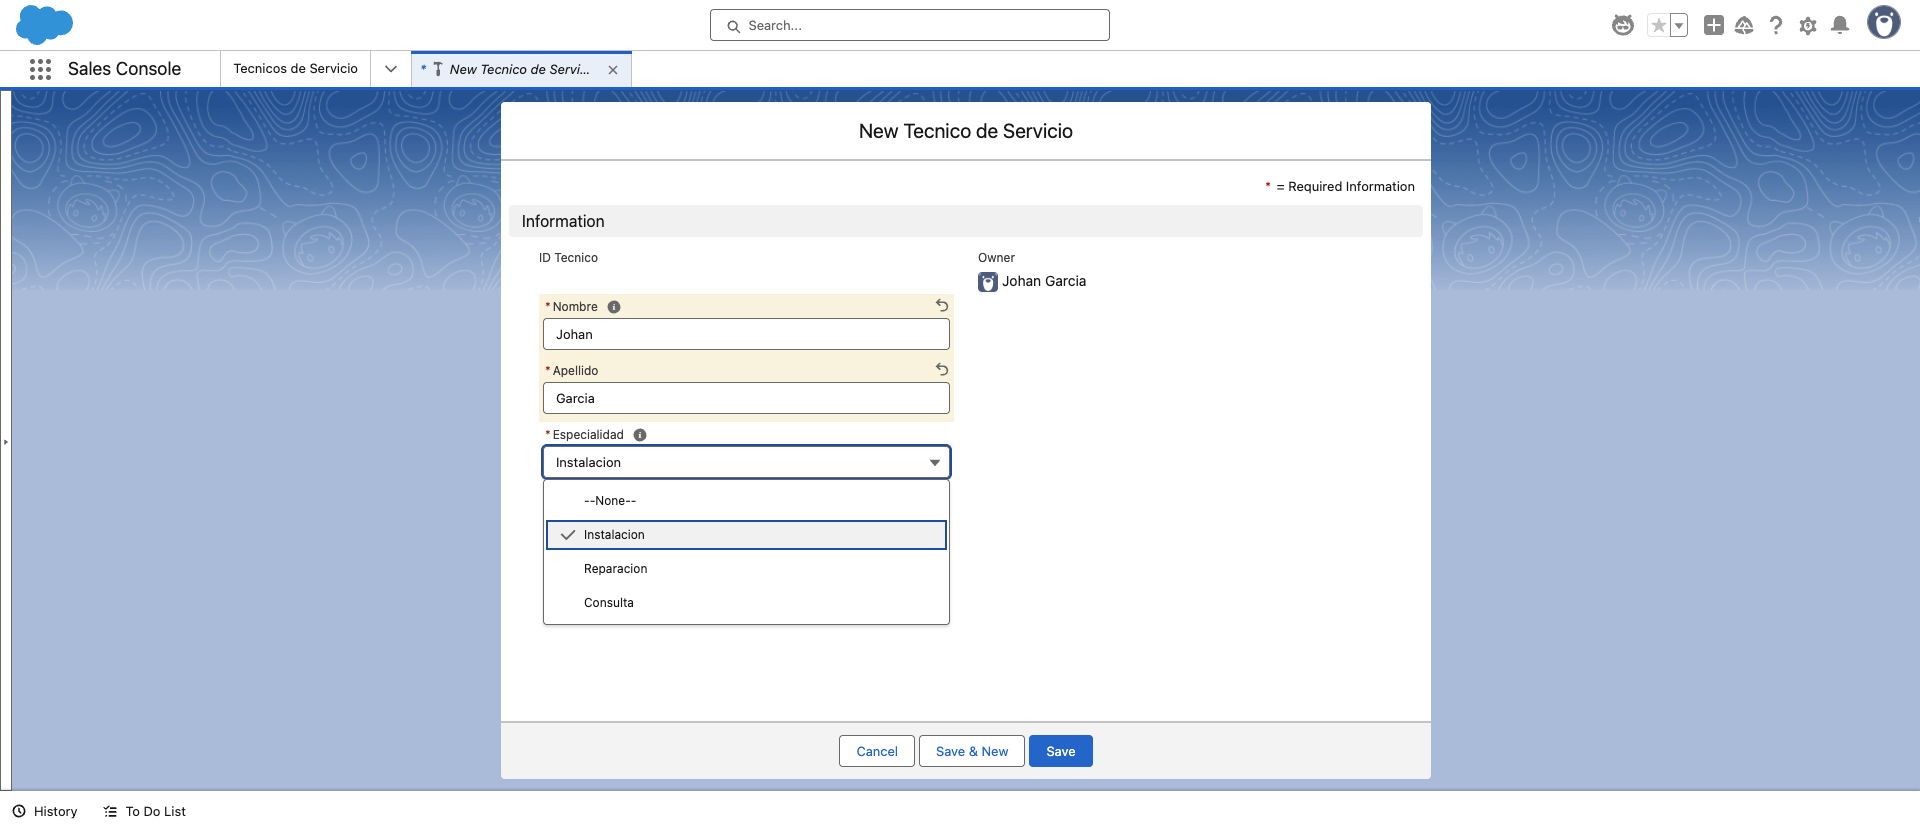 Search...
Sales Console
Tecnicos de Servicio
* New Tecnico de Servi...
New Tecnico de Servicio
* = Required Information
Information
ID Tecnico
Owner
Johan Garcia
* Nombre
Johan
* Apellido
Garcia
* Especialidad
Instalacion
--None--
Instalacion
Reparacion
Consulta
Cancel
Save & New
Save
History
To Do List